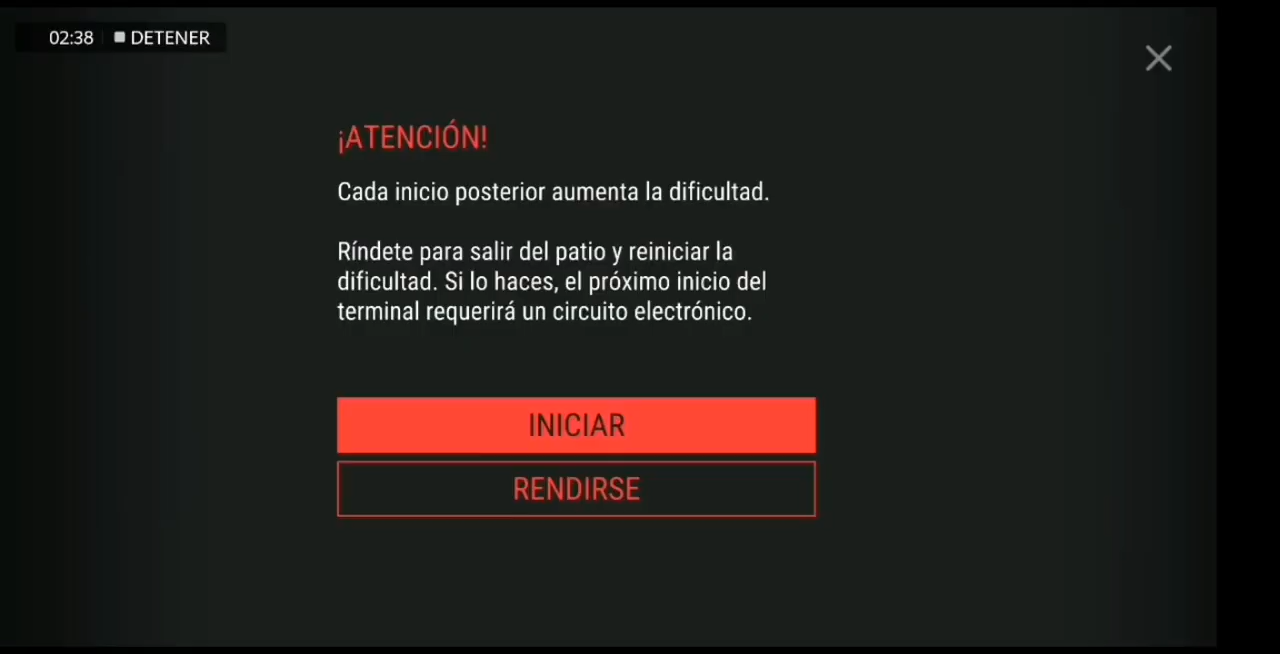 02:38 DETENER
¡ATENCIÓN!
Cada inicio posterior aumenta la dificultad.
Ríndete para salir del patio y reiniciar la
dificultad. Si lo haces, el próximo inicio del
terminal requerirá un circuito electrónico.
INICIAR
RENDIRSE